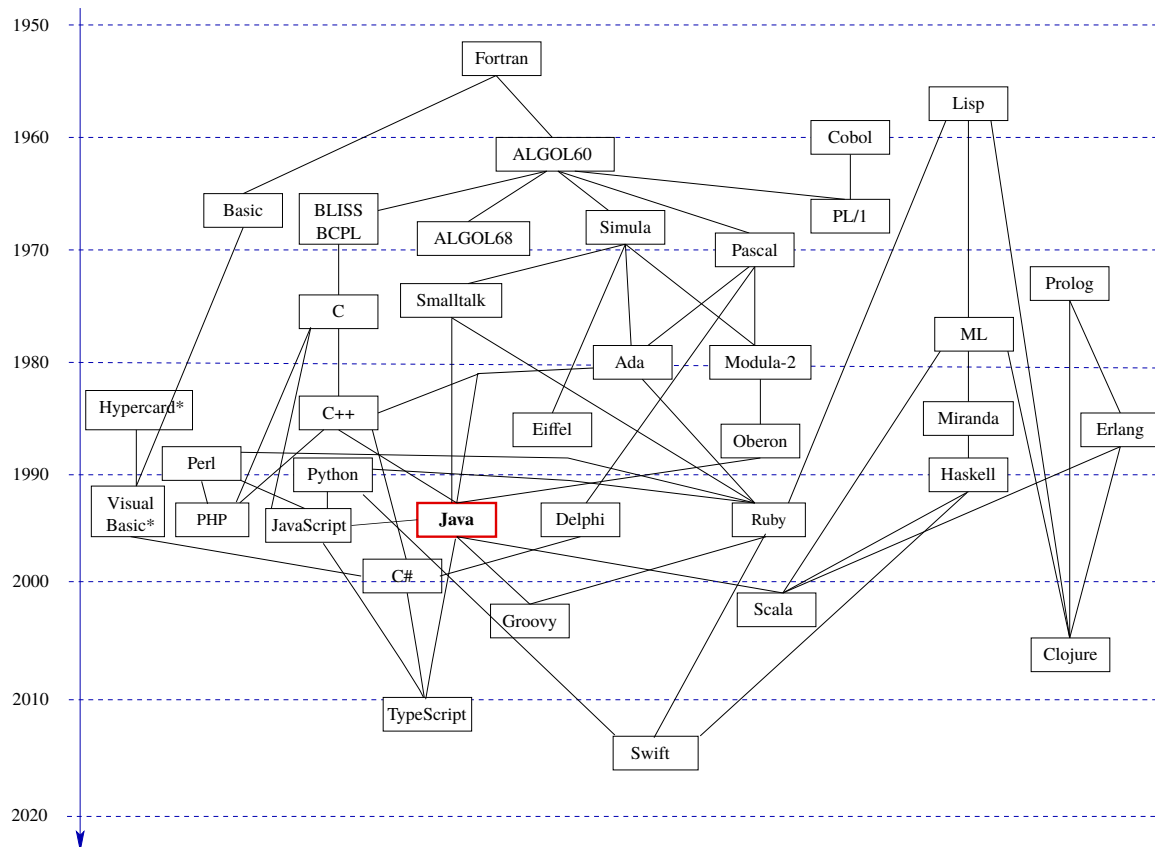 1950
Fortran
Lisp
1960
Cobol
ALGOL60
Basic
BLISS
BCPL
PL/1
Simula
ALGOL68
1970
Pascal
Prolog
Smalltalk
C
ML
1980
Ada
Modula-2
Hypercard*
C++
Miranda
Eiffel
Oberon
Erlang
Perl
1990
Python
Haskell
Visual
Basic*
PHP
JavaScript
Java
Delphi
Ruby
2000
C#
Groovy
Scala
Clojure
2010
TypeScript
Swift
2020